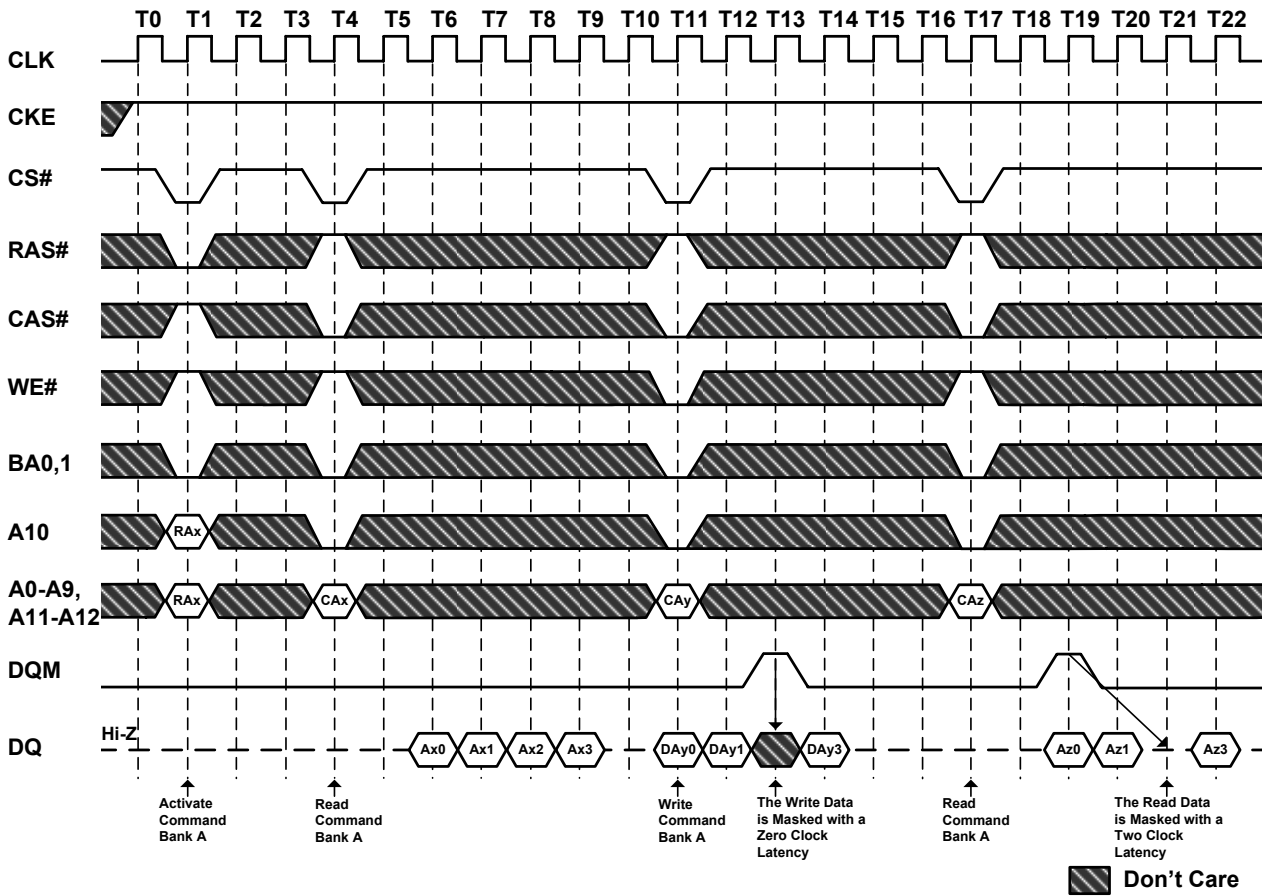 T0 T1 T2 T3 T4 T5 T6 T7 T8 T9 T10 T11 T12 T13 T14 T15 T16 T17 T18 T19 T20 T21 T22
CLK
CKE
CS#
RAS#
CAS#
WE#
BA0,1
A10
RAx
A0-A9,
A11-A12
RAx CAx CAy CAz
DQM
Hi-Z
DQ
Ax0 Ax1 Ax2 Ax3 DAy0 DAy1 DAy3 Az0 Az1 Az3
Activate
Command
Bank A
Read
Command
Bank A
Write
Command
Bank A
The Write Data
is Masked with a
Zero Clock
Latency
Read
Command
Bank A
The Read Data
is Masked with a
Two Clock
Latency
Don't Care